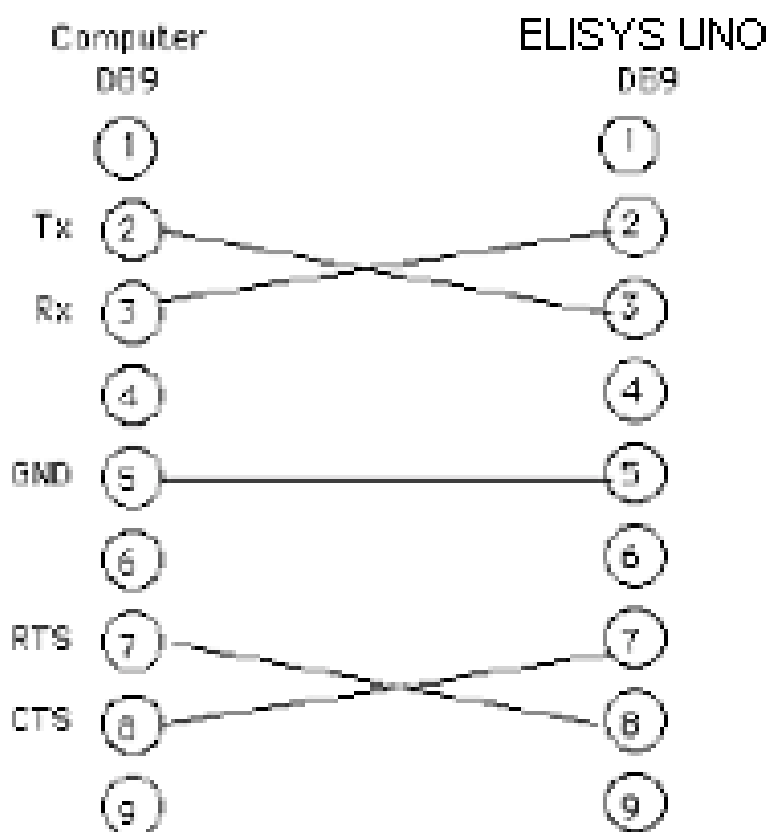 Computer ELISYS UNO
DB9 DB9
1 1
Tx 2 2
Rx 3 3
4 4
GND 5 5
6 6
RTS 7 7
CTS 8 8
9 9